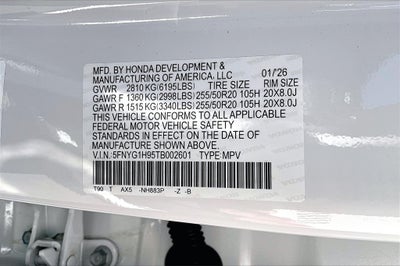 MFD. BY HONDA DEVELOPMENT &
MANUFACTURING OF AMERICA, LLC 01/'26
GVWR 2810 KG(6195LBS) TIRE SIZE RIM SIZE
GAWR F 1360 KG(2998LBS) 255/50R20 105H 20X8.0J
GAWR R 1515 KG(3340LBS) 255/50R20 105H 20X8.0J
THIS VEHICLE CONFORMS TO ALL APPLICABLE
FEDERAL MOTOR VEHICLE SAFETY
STANDARDS IN EFFECT ON THE DATE OF
MANUFACTURE SHOWN ABOVE.
V.I.N. 5FNYG1H95TB002601 TYPE MPV
T90 T AX5 -NH883P -Z -B